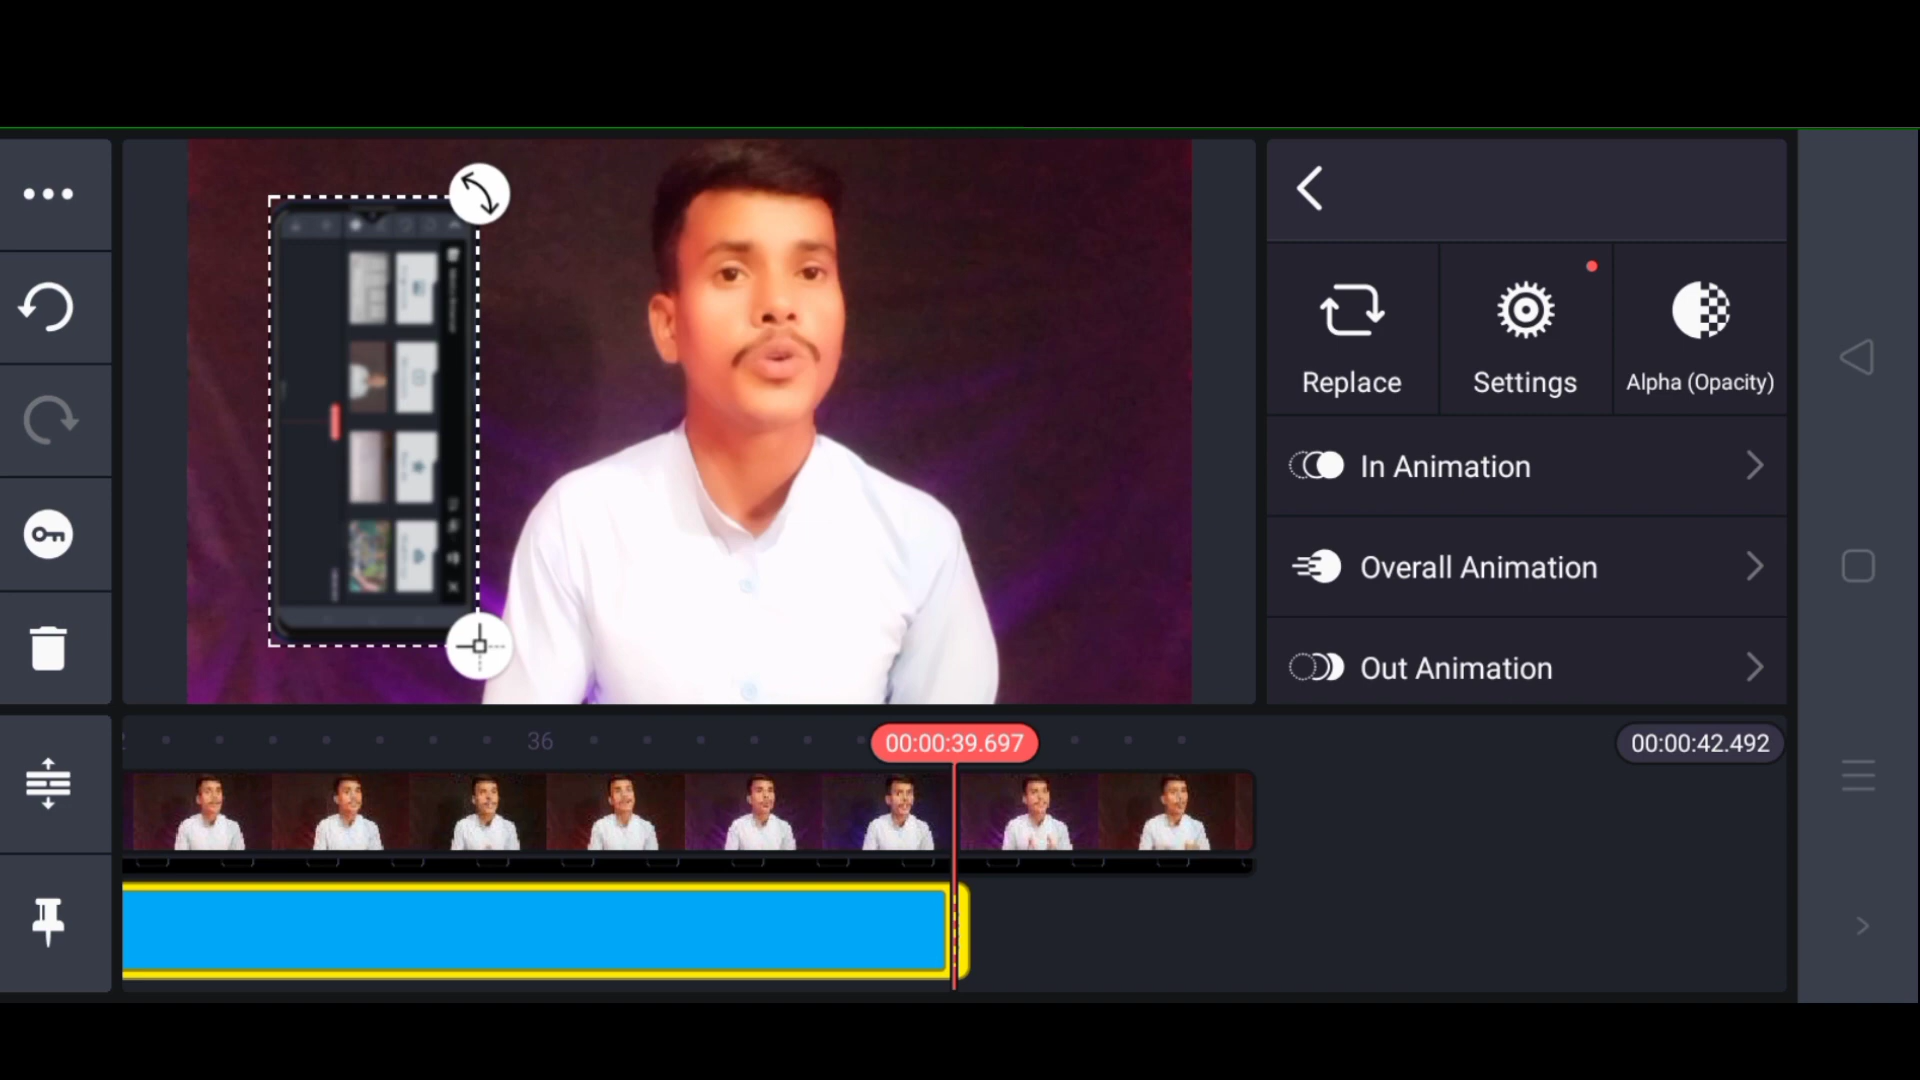 Replace
Settings
Alpha (Opacity)
In Animation
Overall Animation
Out Animation
36
00:00:39.697
00:00:42.492